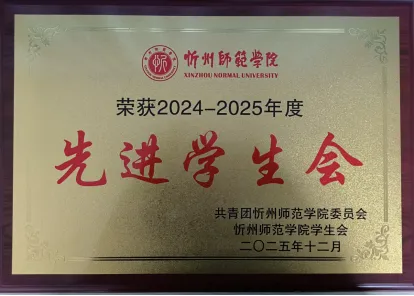 忻州師範學院
XINZHOU NORMAL UNIVERSITY
荣获2024-2025年度
先进学生会
共青团忻州师范学院委员会
忻州师范学院学生会
二〇二五年十二月